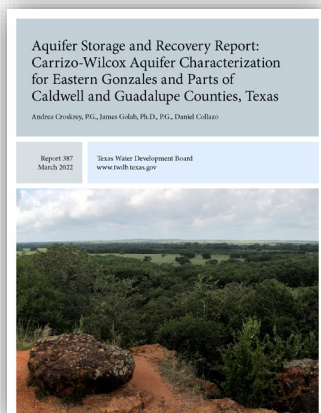 Aquifer Storage and Recovery Report:
Carrizo-Wilcox Aquifer Characterization
for Eastern Gonzales and Parts of
Caldwell and Guadalupe Counties, Texas
Andrea Croskrey, P.G., James Golab, Ph.D., P.G., Daniel Collazo
Report 387
March 2022
Texas Water Development Board
www.twdb.texas.gov